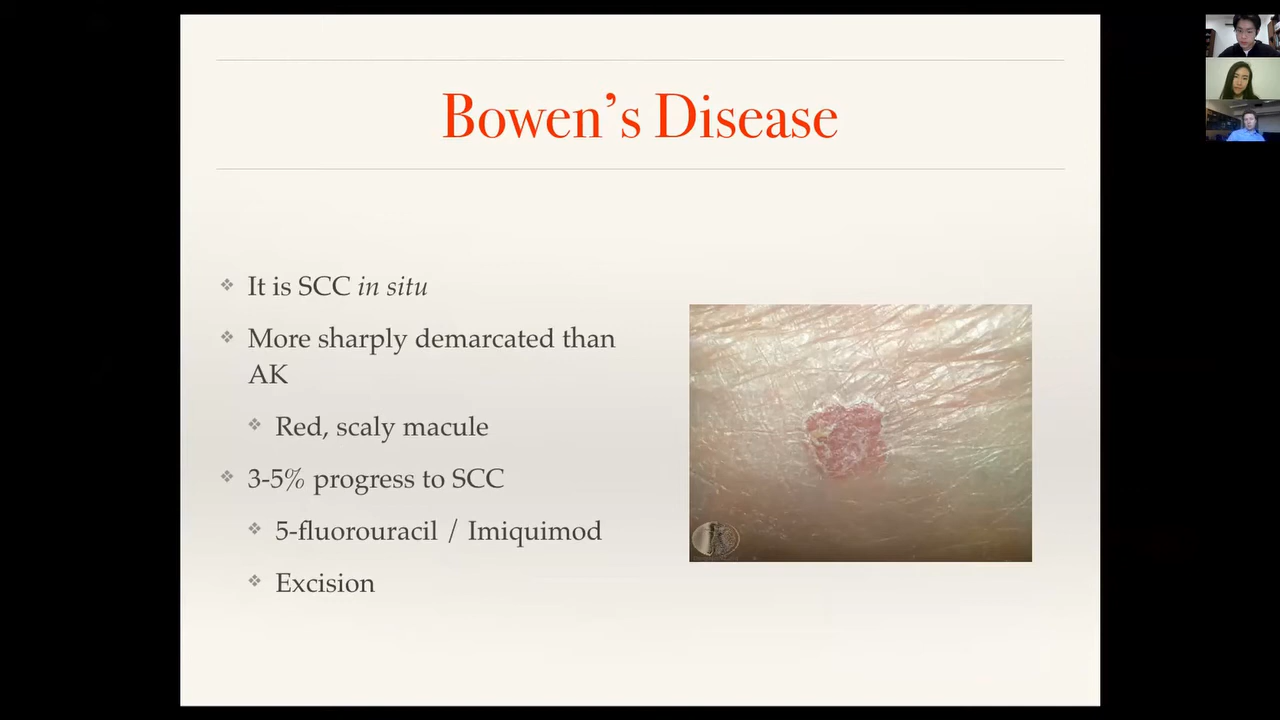 Bowen’s Disease
It is SCC in situ
More sharply demarcated than
AK
Red, scaly macule
3-5% progress to SCC
5-fluorouracil / Imiquimod
Excision